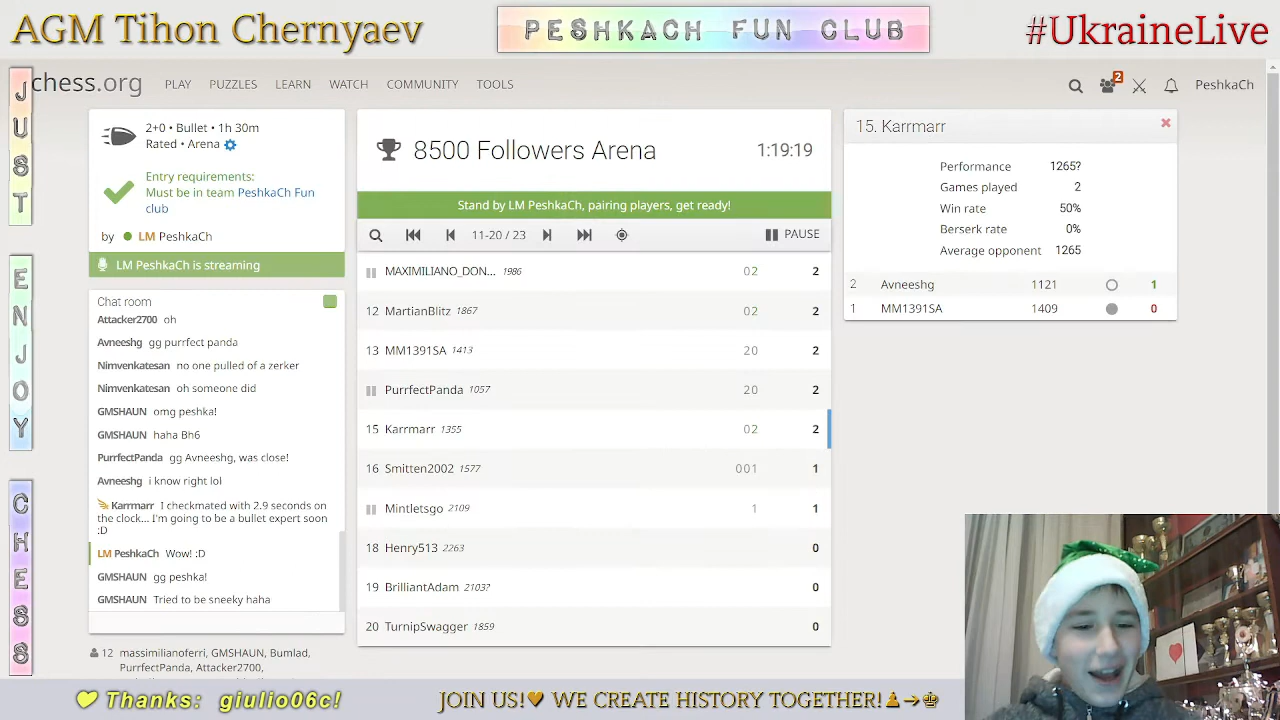 AGM Tihon Chernyaev
PESHKACH FUN CLUB
#UkraineLive
JUST
ENJOY
CHESS
chess.org
PLAY
PUZZLES
LEARN
WATCH
COMMUNITY
TOOLS
2
PeshkaCh
2+0 • Bullet • 1h 30m
Rated • Arena
Entry requirements:
Must be in team PeshkaCh Fun
club
by LM PeshkaCh
LM PeshkaCh is streaming
Chat room
Attacker2700 oh
Avneeshg gg purrfect panda
Nimvenkatesan no one pulled of a zerker
Nimvenkatesan oh someone did
GMSHAUN omg peshka!
GMSHAUN haha Bh6
PurrfectPanda gg Avneeshg, was close!
Avneeshg i know right lol
Karrmarr I checkmated with 2.9 seconds on
the clock... I'm going to be a bullet expert soon
:D
LM PeshkaCh Wow! :D
GMSHAUN gg peshka!
GMSHAUN Tried to be sneeky haha
12 massimilianoferri, GMSHAUN, Bumlad,
PurrfectPanda, Attacker2700,
8500 Followers Arena 1:19:19
Stand by LM PeshkaCh, pairing players, get ready!
11-20 / 23 PAUSE
MAXIMILIANO_DON... 1986 02 2
12 MartianBlitz 1867 02 2
13 MM1391SA 1413 20 2
PurrfectPanda 1057 20 2
15 Karrmarr 1355 02 2
16 Smitten2002 1577 001 1
Mintletsgo 2109 1 1
18 Henry513 2263 0
19 BrilliantAdam 2103? 0
20 TurnipSwagger 1859 0
15. Karrmarr
Performance 1265?
Games played 2
Win rate 50%
Berserk rate 0%
Average opponent 1265
2 Avneeshg 1121 1
1 MM1391SA 1409 0
Thanks: giulio06c!
JOIN US! WE CREATE HISTORY TOGETHER!